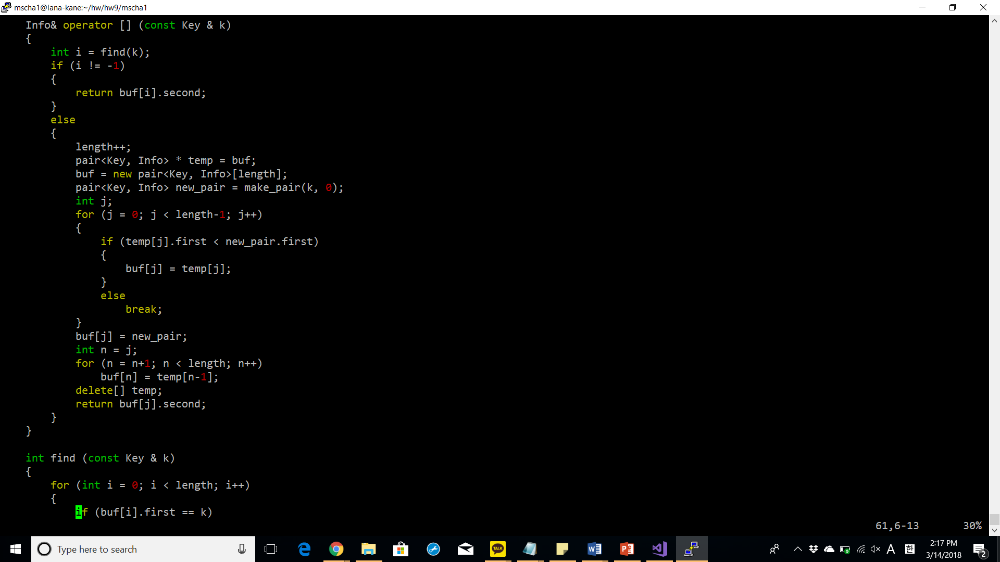 mscha1@lana-kane:~/hw/hw9/mscha1
    Info& operator [] (const Key & k)
    {
        int i = find(k);
        if (i != -1)
        {
            return buf[i].second;
        }
        else
        {
            length++;
            pair<Key, Info> * temp = buf;
            buf = new pair<Key, Info>[length];
            pair<Key, Info> new_pair = make_pair(k, 0);
            int j;
            for (j = 0; j < length-1; j++)
            {
                if (temp[j].first < new_pair.first)
                {
                    buf[j] = temp[j];
                }
                else
                    break;
            }
            buf[j] = new_pair;
            int n = j;
            for (n = n+1; n < length; n++)
                buf[n] = temp[n-1];
            delete[] temp;
            return buf[j].second;
        }
    }

    int find (const Key & k)
    {
        for (int i = 0; i < length; i++)
        {
            if (buf[i].first == k)
61,6-13 30%
Type here to search
TALK
A 한
2:17 PM
3/14/2018
2